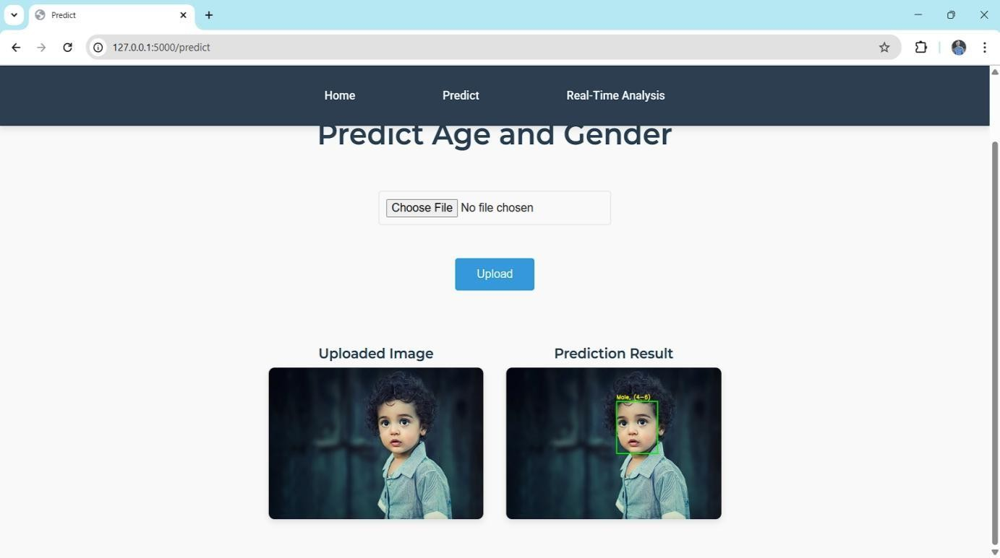 Predict
127.0.0.1:5000/predict
Home
Predict
Real-Time Analysis
Predict Age and Gender
Choose File No file chosen
Upload
Uploaded Image
Prediction Result
Male, (4-6)